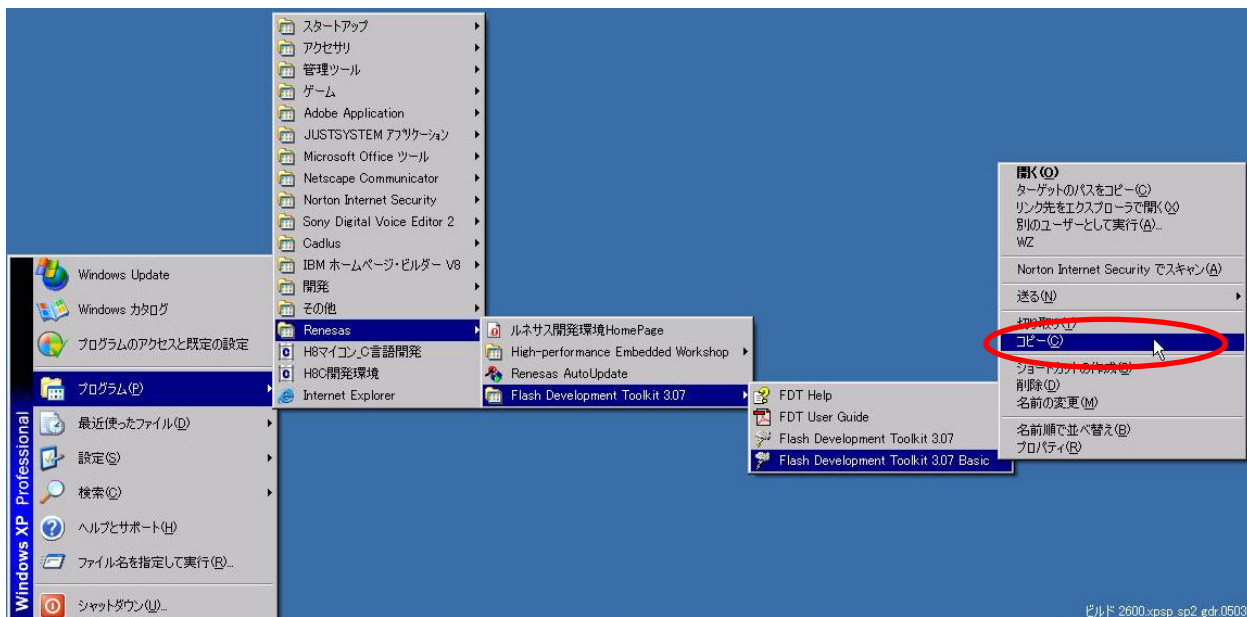 スタートアップ
アクセサリ
管理ツール
ゲーム
Adobe Application
JUSTSYSTEM アプリケーション
Microsoft Office ツール
Netscape Communicator
Norton Internet Security
Sony Digital Voice Editor 2
Cadlus
IBM ホームページ・ビルダー V8
開発
その他
Renesas
H8マイコン_C言語開発
H8C開発環境
Internet Explorer
Windows Update
Windows カタログ
プログラムのアクセスと既定の設定
プログラム(P)
最近使ったファイル(D)
設定(S)
検索(C)
ヘルプとサポート(H)
ファイル名を指定して実行(R)...
シャットダウン(U)...
Windows XP Professional
ルネサス開発環境HomePage
High-performance Embedded Workshop
Renesas AutoUpdate
Flash Development Toolkit 3.07
FDT Help
FDT User Guide
Flash Development Toolkit 3.07
Flash Development Toolkit 3.07 Basic
開く(O)
ターゲットのパスをコピー(C)
リンク先をエクスプローラで開く(X)
別のユーザーとして実行(A)...
WZ
Norton Internet Security でスキャン(A)
送る(N)
切り取り(T)
コピー(C)
ショートカットの作成(S)
削除(D)
名前の変更(M)
名前順で並べ替え(B)
プロパティ(R)
ビルド 2600.xpsp_sp2_gdr.0503